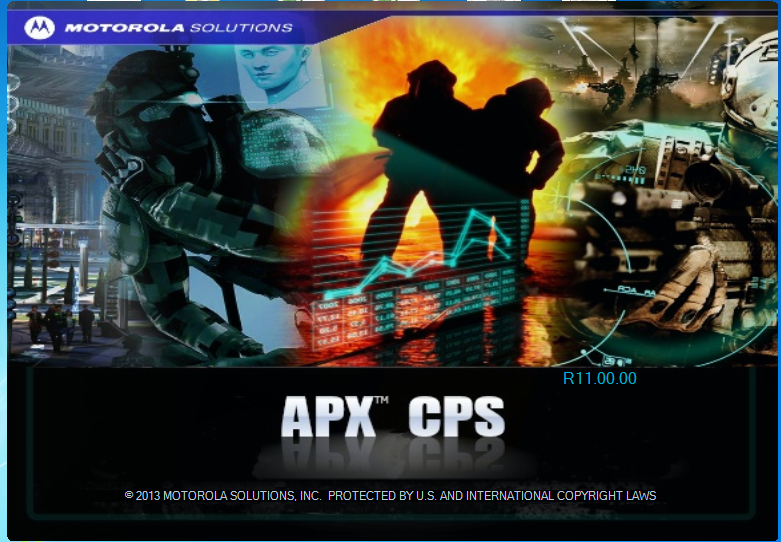 MOTOROLA SOLUTIONS
R11.00.00
APX™ CPS
© 2013 MOTOROLA SOLUTIONS, INC. PROTECTED BY U.S. AND INTERNATIONAL COPYRIGHT LAWS